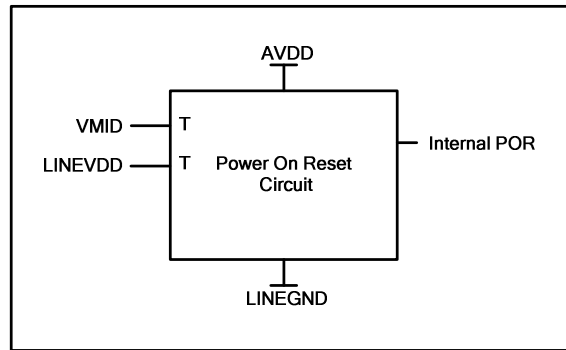 AVDD
VMID
T
LINEVDD
T
Power On Reset
Circuit
Internal POR
LINEGND